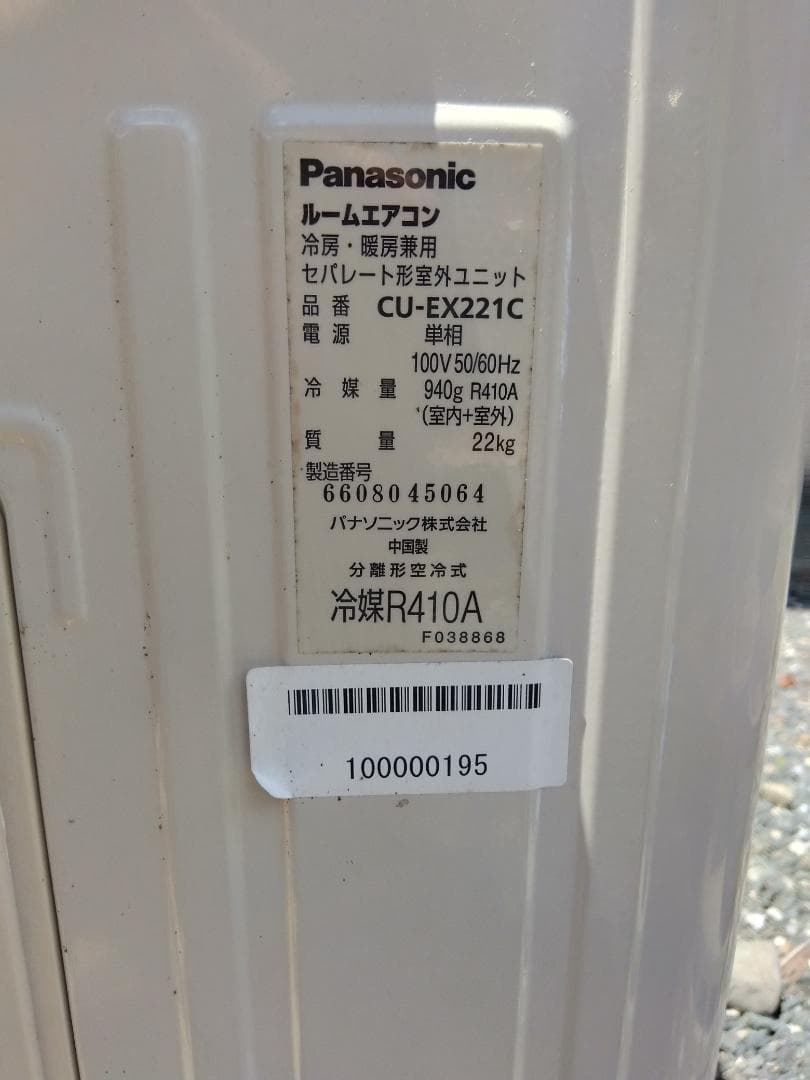 Panasonic
ルームエアコン
冷房・暖房兼用
セパレート形室外ユニット
品番 CU-EX221C
電源 単相
100V 50/60Hz
冷媒量 940g R410A
(室内+室外)
質量 22kg
製造番号
6608045064
パナソニック株式会社
中国製
分離形空冷式
冷媒R410A
F038868
100000195